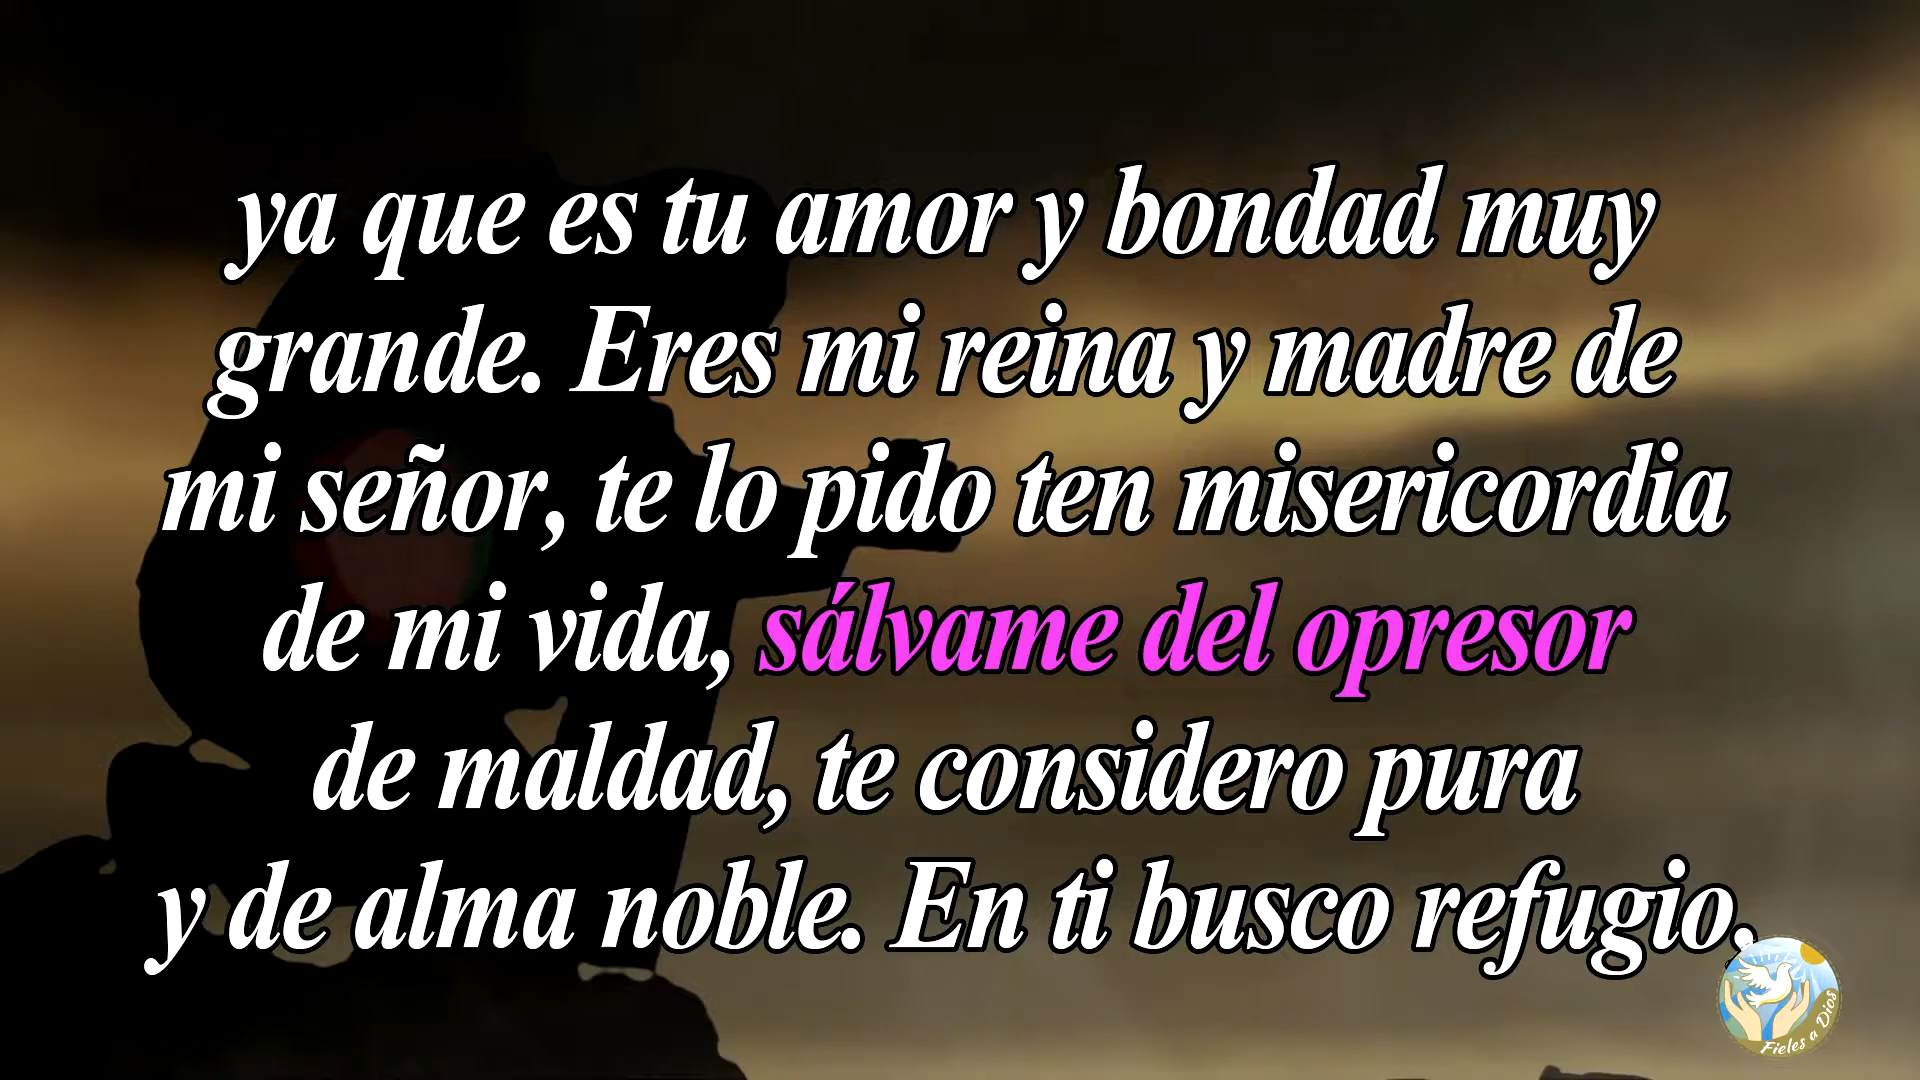 ya que es tu amor y bondad muy
grande. Eres mi reina y madre de
mi señor, te lo pido ten misericordia
de mi vida, sálvame del opresor
de maldad, te considero pura
y de alma noble. En ti busco refugio,
Fieles a Dios